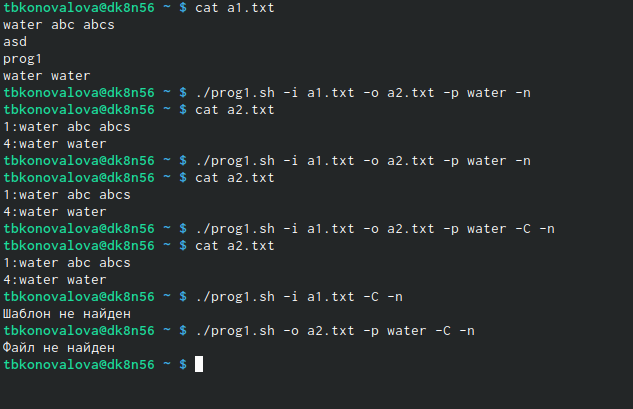 tbkonovalova@dk8n56 ~ $ cat a1.txt
water abc abcs
asd
prog1
water water
tbkonovalova@dk8n56 ~ $ ./prog1.sh -i a1.txt -o a2.txt -p water -n
tbkonovalova@dk8n56 ~ $ cat a2.txt
1:water abc abcs
4:water water
tbkonovalova@dk8n56 ~ $ ./prog1.sh -i a1.txt -o a2.txt -p water -n
tbkonovalova@dk8n56 ~ $ cat a2.txt
1:water abc abcs
4:water water
tbkonovalova@dk8n56 ~ $ ./prog1.sh -i a1.txt -o a2.txt -p water -C -n
tbkonovalova@dk8n56 ~ $ cat a2.txt
1:water abc abcs
4:water water
tbkonovalova@dk8n56 ~ $ ./prog1.sh -i a1.txt -C -n
Шаблон не найден
tbkonovalova@dk8n56 ~ $ ./prog1.sh -o a2.txt -p water -C -n
Файл не найден
tbkonovalova@dk8n56 ~ $